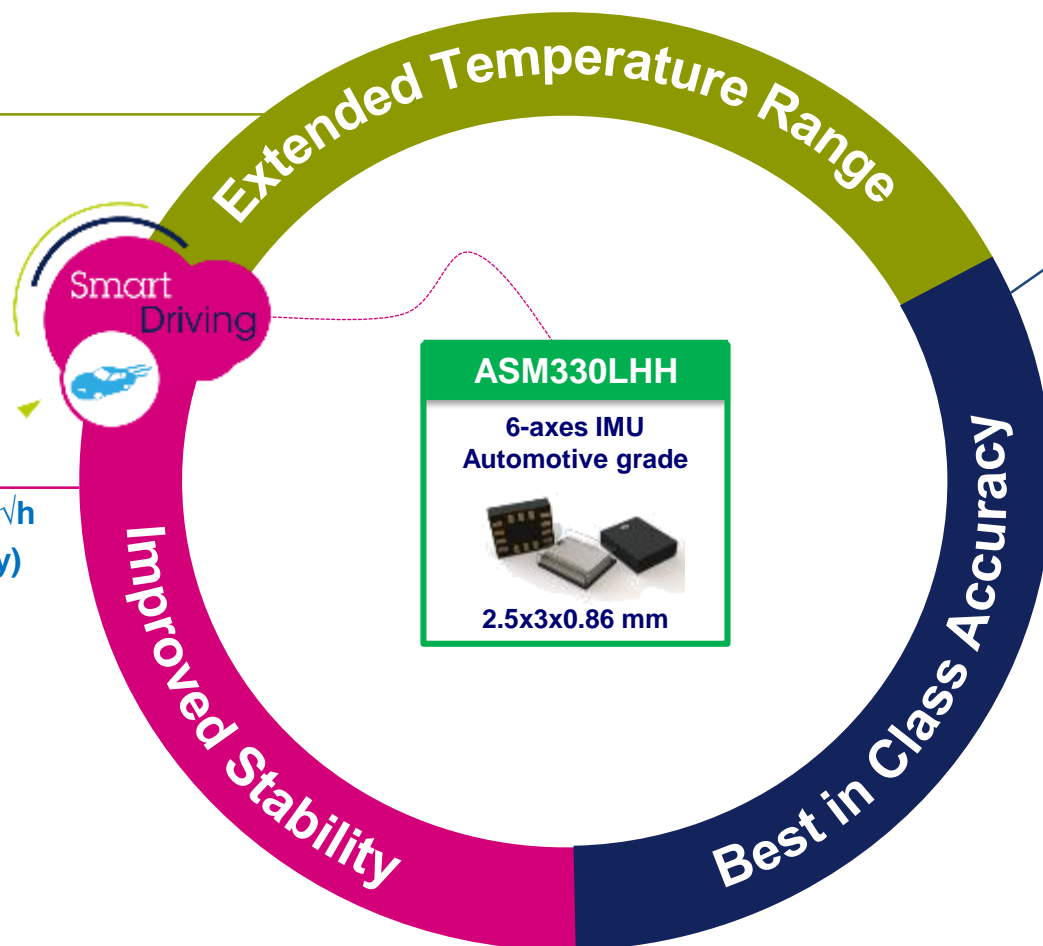 Extended Temperature Range
Smart
Driving
ASM330LHH
6-axes IMU
Automotive grade
2.5x3x0.86 mm
√h
y)
Improved Stability
Best in Class Accuracy